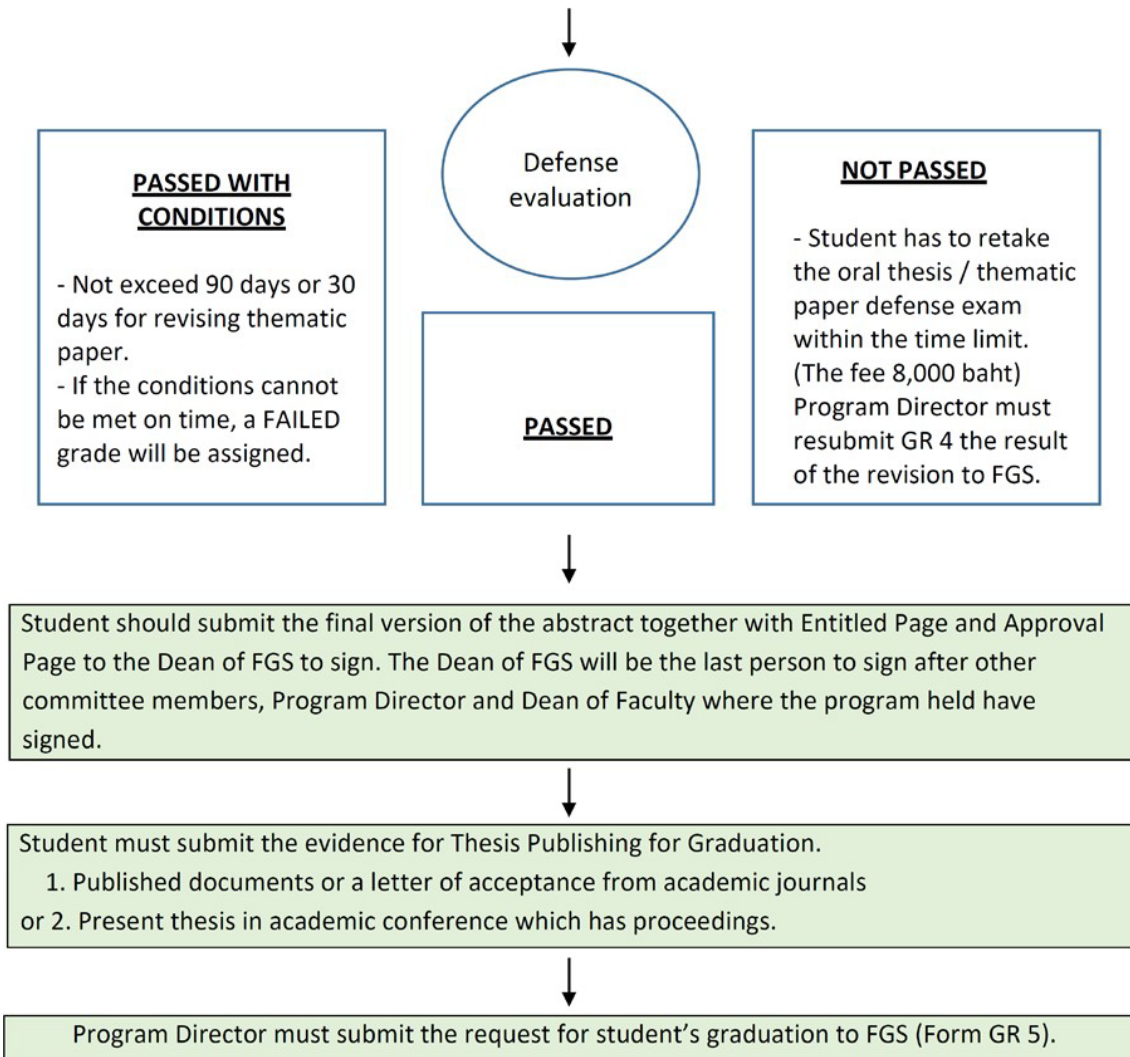 Defense
evaluation
PASSED WITH
CONDITIONS
- Not exceed 90 days or 30
days for revising thematic
paper.
- If the conditions cannot
be met on time, a FAILED
grade will be assigned.
PASSED
NOT PASSED
- Student has to retake
the oral thesis / thematic
paper defense exam
within the time limit.
(The fee 8,000 baht)
Program Director must
resubmit GR 4 the result
of the revision to FGS.
Student should submit the final version of the abstract together with Entitled Page and Approval
Page to the Dean of FGS to sign. The Dean of FGS will be the last person to sign after other
committee members, Program Director and Dean of Faculty where the program held have
signed.
Student must submit the evidence for Thesis Publishing for Graduation.
1. Published documents or a letter of acceptance from academic journals
or 2. Present thesis in academic conference which has proceedings.
Program Director must submit the request for student’s graduation to FGS (Form GR 5).